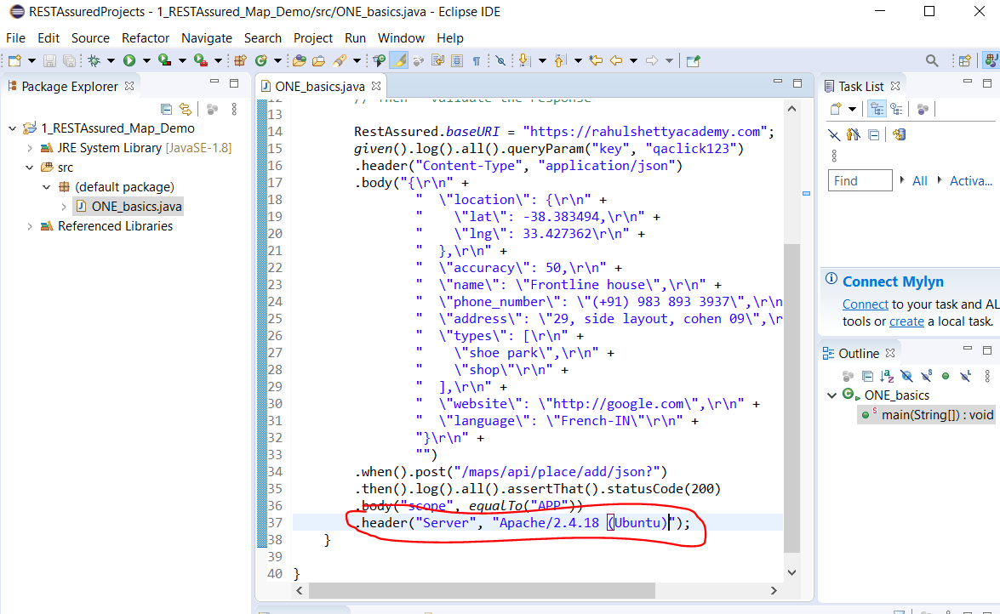 RESTAssuredProjects - 1_RESTAssured_Map_Demo/src/ONE_basics.java - Eclipse IDE
File Edit Source Refactor Navigate Search Project Run Window Help
Package Explorer
1_RESTAssured_Map_Demo
JRE System Library [JavaSE-1.8]
src
(default package)
ONE_basics.java
Referenced Libraries
ONE_basics.java
12 // Then - validate the response
13
14 RestAssured.baseURI = "https://rahulshettyacademy.com";
15 given().log().all().queryParam("key", "qaclick123")
16 .header("Content-Type", "application/json")
17 .body("{\r\n" +
18 "  \"location\": {\r\n" +
19 "    \"lat\": -38.383494,\r\n" +
20 "    \"lng\": 33.427362\r\n" +
21 "  },\r\n" +
22 "  \"accuracy\": 50,\r\n" +
23 "  \"name\": \"Frontline house\",\r\n" +
24 "  \"phone_number\": \"(+91) 983 893 3937\",\r\n
25 "  \"address\": \"29, side layout, cohen 09\",\r
26 "  \"types\": [\r\n" +
27 "    \"shoe park\",\r\n" +
28 "    \"shop\"\r\n" +
29 "  ],\r\n" +
30 "  \"website\": \"http://google.com\",\r\n" +
31 "  \"language\": \"French-IN\"\r\n" +
32 "}\r\n" +
33 "")
34 .when().post("/maps/api/place/add/json?")
35 .then().log().all().assertThat().statusCode(200)
36 .body("scope", equalTo("APP"))
37 .header("Server", "Apache/2.4.18 (Ubuntu)");
38 }
39
40 }
Task List
Find All Activa...
Connect Mylyn
Connect to your task and AL
tools or create a local task.
Outline
ONE_basics
main(String[]) : void